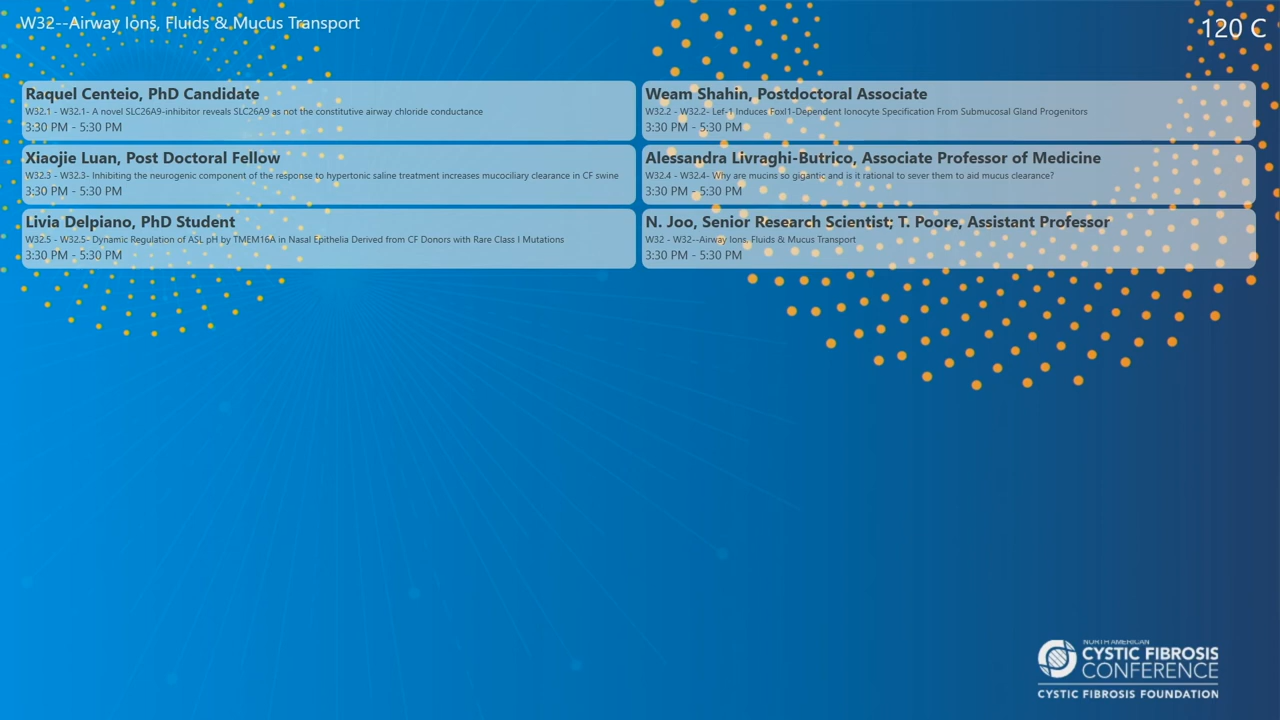 W32--Airway Ions, Fluids & Mucus Transport
120 C
Raquel Centeio, PhD Candidate
W32.1 - W32.1- A novel SLC26A9-inhibitor reveals SLC26A9 as not the constitutive airway chloride conductance
3:30 PM - 5:30 PM
Weam Shahin, Postdoctoral Associate
W32.2 - W32.2- Lef-1 Induces Foxi1-Dependent Ionocyte Specification From Submucosal Gland Progenitors
3:30 PM - 5:30 PM
Xiaojie Luan, Post Doctoral Fellow
W32.3 - W32.3- Inhibiting the neurogenic component of the response to hypertonic saline treatment increases mucociliary clearance in CF swine
3:30 PM - 5:30 PM
Alessandra Livraghi-Butrico, Associate Professor of Medicine
W32.4 - W32.4- Why are mucins so gigantic and is it rational to sever them to aid mucus clearance?
3:30 PM - 5:30 PM
Livia Delpiano, PhD Student
W32.5 - W32.5- Dynamic Regulation of ASL pH by TMEM16A in Nasal Epithelia Derived from CF Donors with Rare Class I Mutations
3:30 PM - 5:30 PM
N. Joo, Senior Research Scientist; T. Poore, Assistant Professor
W32 - W32--Airway Ions, Fluids & Mucus Transport
3:30 PM - 5:30 PM
NORTH AMERICAN
CYSTIC FIBROSIS
CONFERENCE
CYSTIC FIBROSIS FOUNDATION